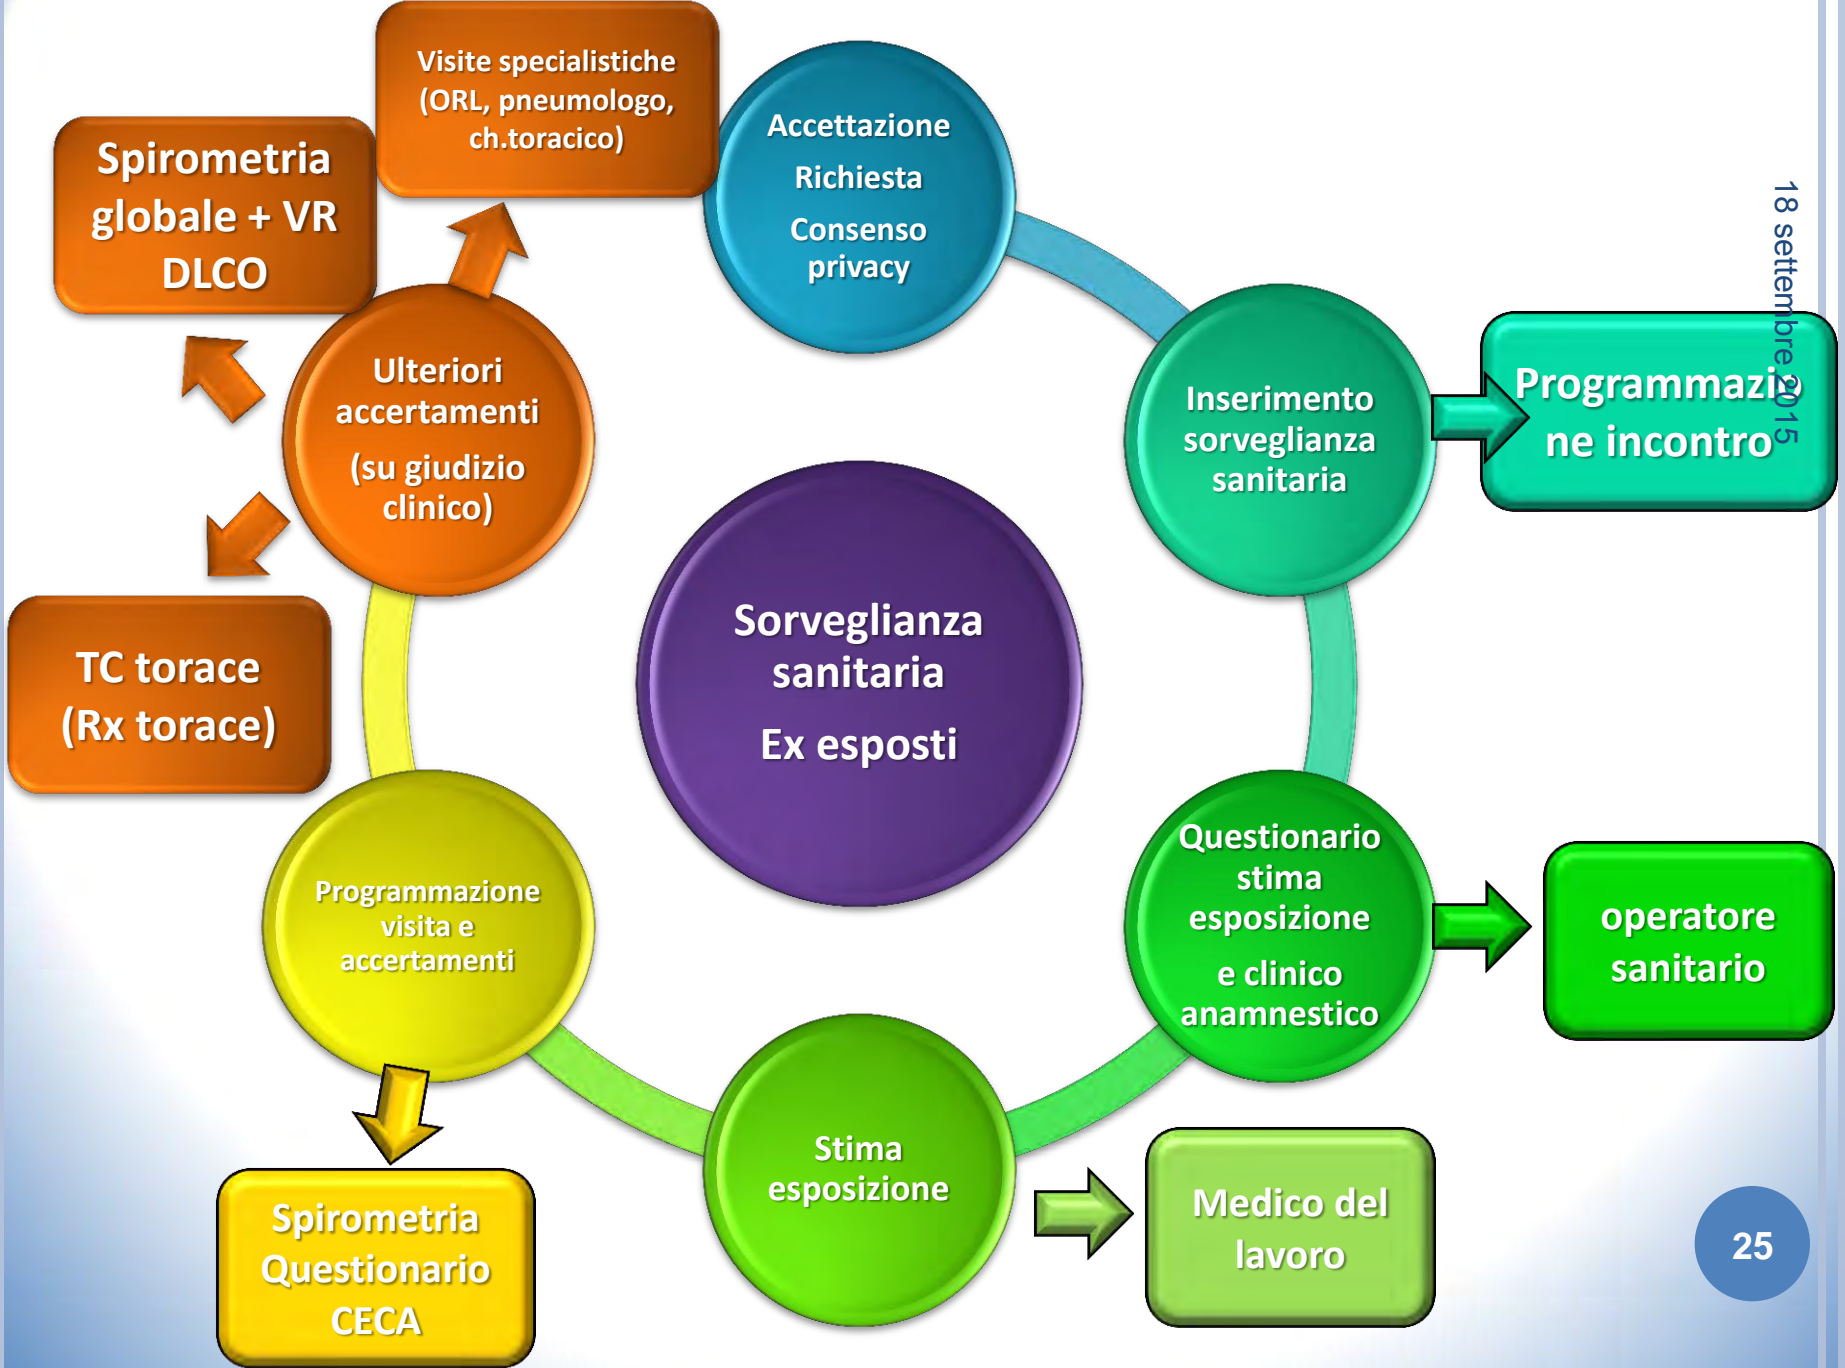 Visite specialistiche
(ORL, pneumologo,
ch.toracico)
Spirometria
globale + VR
DLCO
Accettazione
Richiesta
Consenso
privacy
18 settembre 2015
Ulteriori
accertamenti
(su giudizio
clinico)
Inserimento
sorveglianza
sanitaria
Programmazio
ne incontro
TC torace
(Rx torace)
Sorveglianza
sanitaria
Ex esposti
Programmazione
visita e
accertamenti
Questionario
stima
esposizione
e clinico
anamnestico
operatore
sanitario
Stima
esposizione
Medico del
lavoro
Spirometria
Questionario
CECA
25